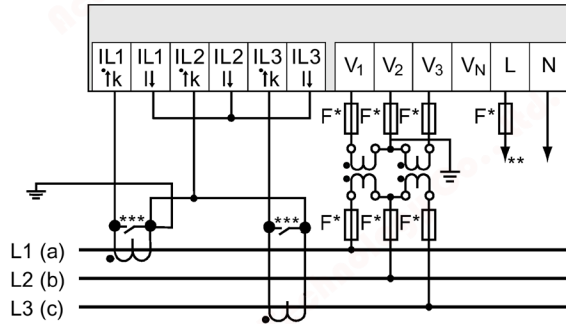 IL1 IL1 IL2 IL2 IL3 IL3 V1 V2 V3 VN L N
k l k l k l
F* F* F* F*
**
F* F* F*
*** ***
L1 (a)
L2 (b)
L3 (c)